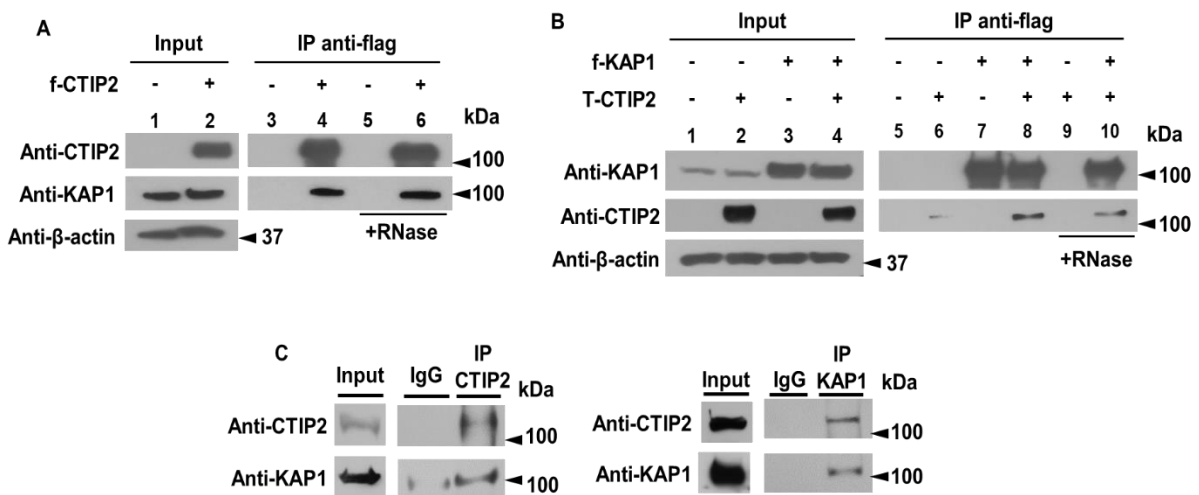 A
Input IP anti-flag
f-CTIP2 - + - + - +
1 2 3 4 5 6 kDa
Anti-CTIP2 100
Anti-KAP1 100
Anti-β-actin 37 +RNase
B
Input IP anti-flag
f-KAP1 - - + + - - + + - +
T-CTIP2 - + - + - + - + + +
1 2 3 4 5 6 7 8 9 10 kDa
Anti-KAP1 100
Anti-CTIP2 100
Anti-β-actin 37 +RNase
C
Input IgG IP CTIP2 kDa
Anti-CTIP2 100
Anti-KAP1 100
Input IgG IP KAP1 kDa
Anti-CTIP2 100
Anti-KAP1 100